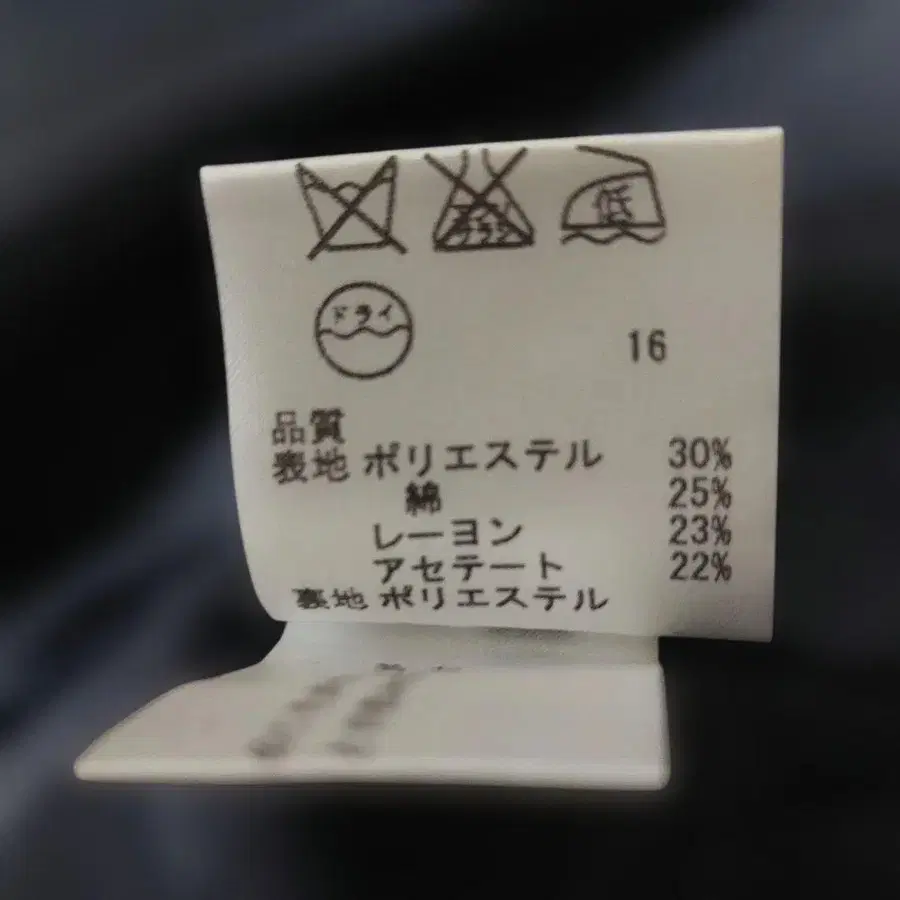 低
ドライ
16
品質
表地 ポリエステル 30%
綿 25%
レーヨン 23%
アセテート 22%
裏地 ポリエステル